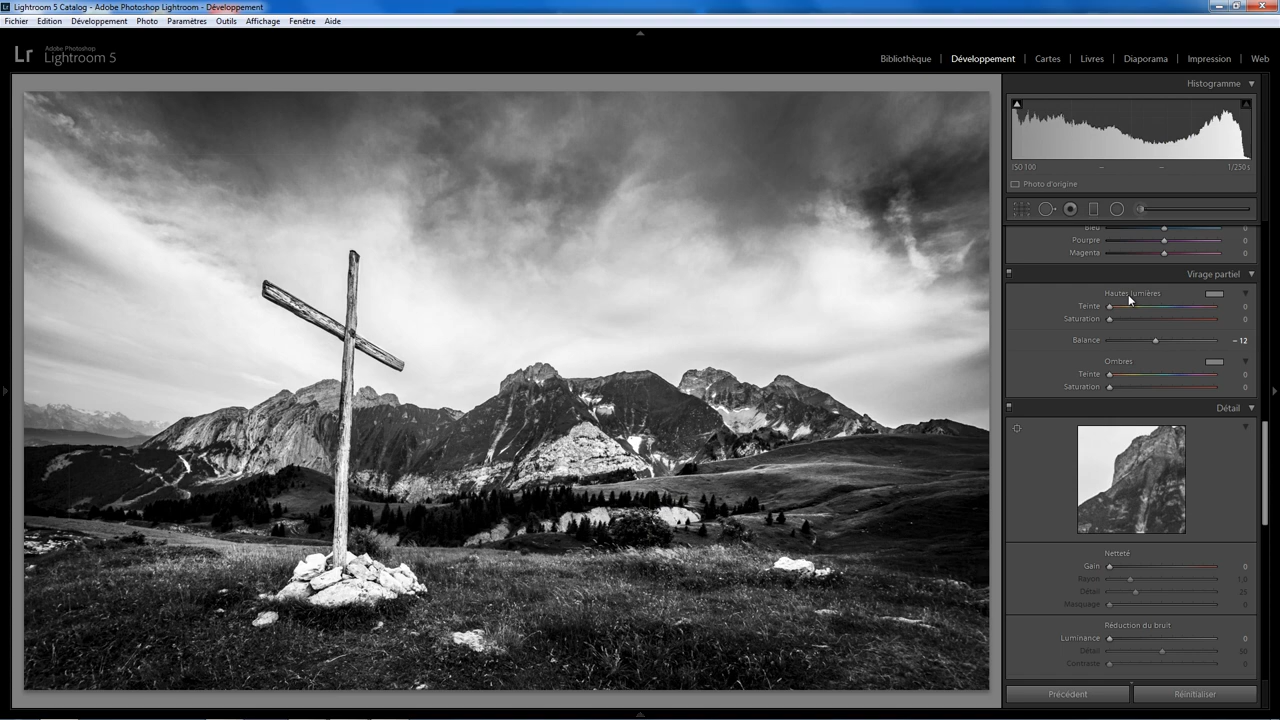 Lightroom 5 Catalog - Adobe Photoshop Lightroom - Développement
Fichier Edition Développement Photo Paramètres Outils Affichage Fenêtre Aide
Lr Adobe Photoshop
Lightroom 5
Bibliothèque | Développement | Cartes | Livres | Diaporama | Impression | Web
Histogramme
ISO 100 – – 1/250 s
Photo d'origine
Bleu 0
Pourpre 0
Magenta 0
Virage partiel
Hautes lumières
Teinte 0
Saturation 0
Balance – 12
Ombres
Teinte 0
Saturation 0
Détail
Netteté
Gain 0
Rayon 1,0
Détail 25
Masquage 0
Réduction du bruit
Luminance 0
Détail 50
Contraste 0
Précédent Réinitialiser